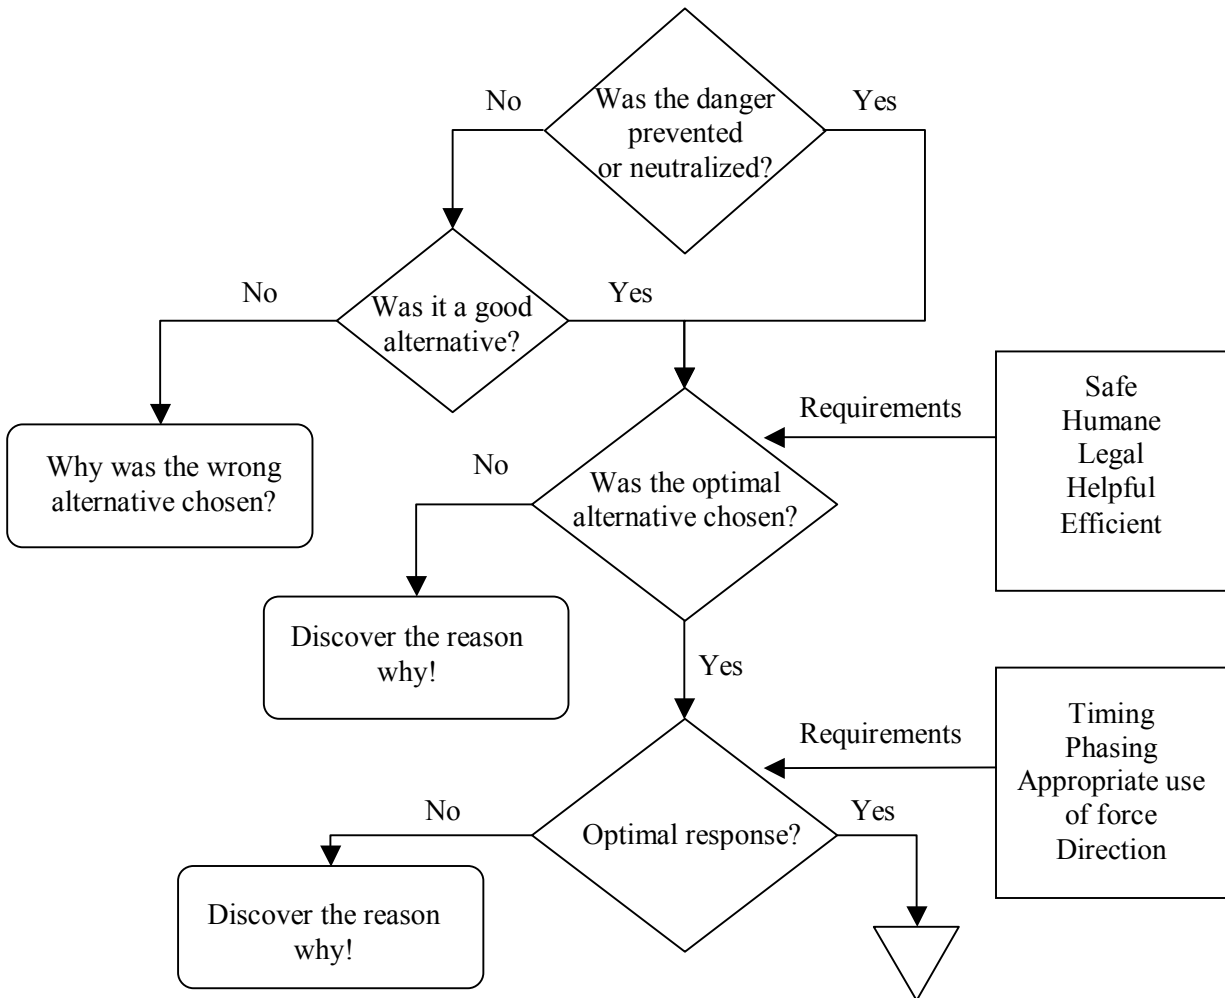 No
Was the danger
prevented
or neutralized?
Yes
No
Was it a good
alternative?
Yes
Why was the wrong
alternative chosen?
Requirements
Safe
Humane
Legal
Helpful
Efficient
No
Was the optimal
alternative chosen?
Discover the reason
why!
Yes
Requirements
Timing
Phasing
Appropriate use
of force
Direction
No
Optimal response?
Yes
Discover the reason
why!